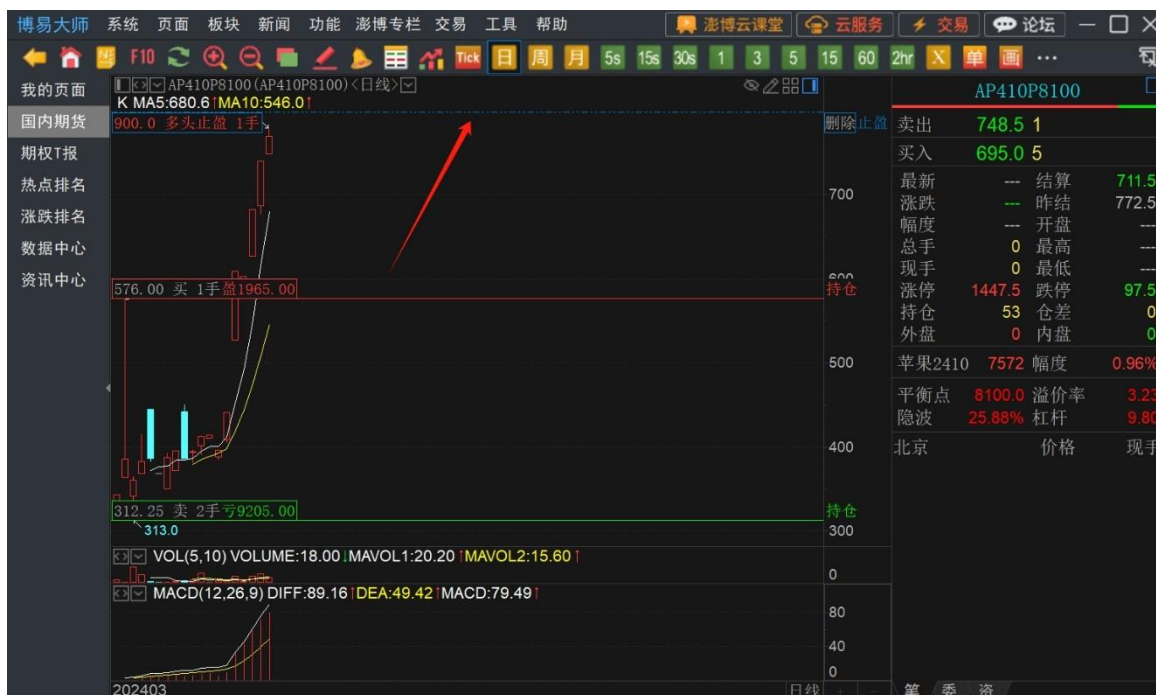 博易大师 系统 页面 板块 新闻 功能 澎博专栏 交易 工具 帮助 澎博云课堂 云服务 交易 论坛
F10 Tick 日 周 月 5s 15s 30s 1 3 5 15 60 2hr X 单 画 ...
我的页面
国内期货
期权T报
热点排名
涨跌排名
数据中心
资讯中心
AP410P8100(AP410P8100)<日线>
K MA5:680.6↑MA10:546.0↑
900.0 多头止盈 1手 删除 止盈
700
600
576.00 买 1手盈1965.00 持仓
500
400
312.25 卖 2手亏9205.00 持仓
313.0
300
VOL(5,10) VOLUME:18.00↓MAVOL1:20.20↑MAVOL2:15.60↑
0
MACD(12,26,9) DIFF:89.16↑DEA:49.42↑MACD:79.49↑
80
40
0
202403 日线 + -
AP410P8100
卖出 748.5 1
买入 695.0 5
最新 --- 结算 711.5
涨跌 --- 昨结 772.5
幅度 --- 开盘 ---
总手 0 最高 ---
现手 0 最低 ---
涨停 1447.5 跌停 97.5
持仓 53 仓差 0
外盘 0 内盘 0
苹果2410 7572 幅度 0.96%
平衡点 8100.0 溢价率 3.23
隐波 25.88% 杠杆 9.80
北京 价格 现手
笔 委 资